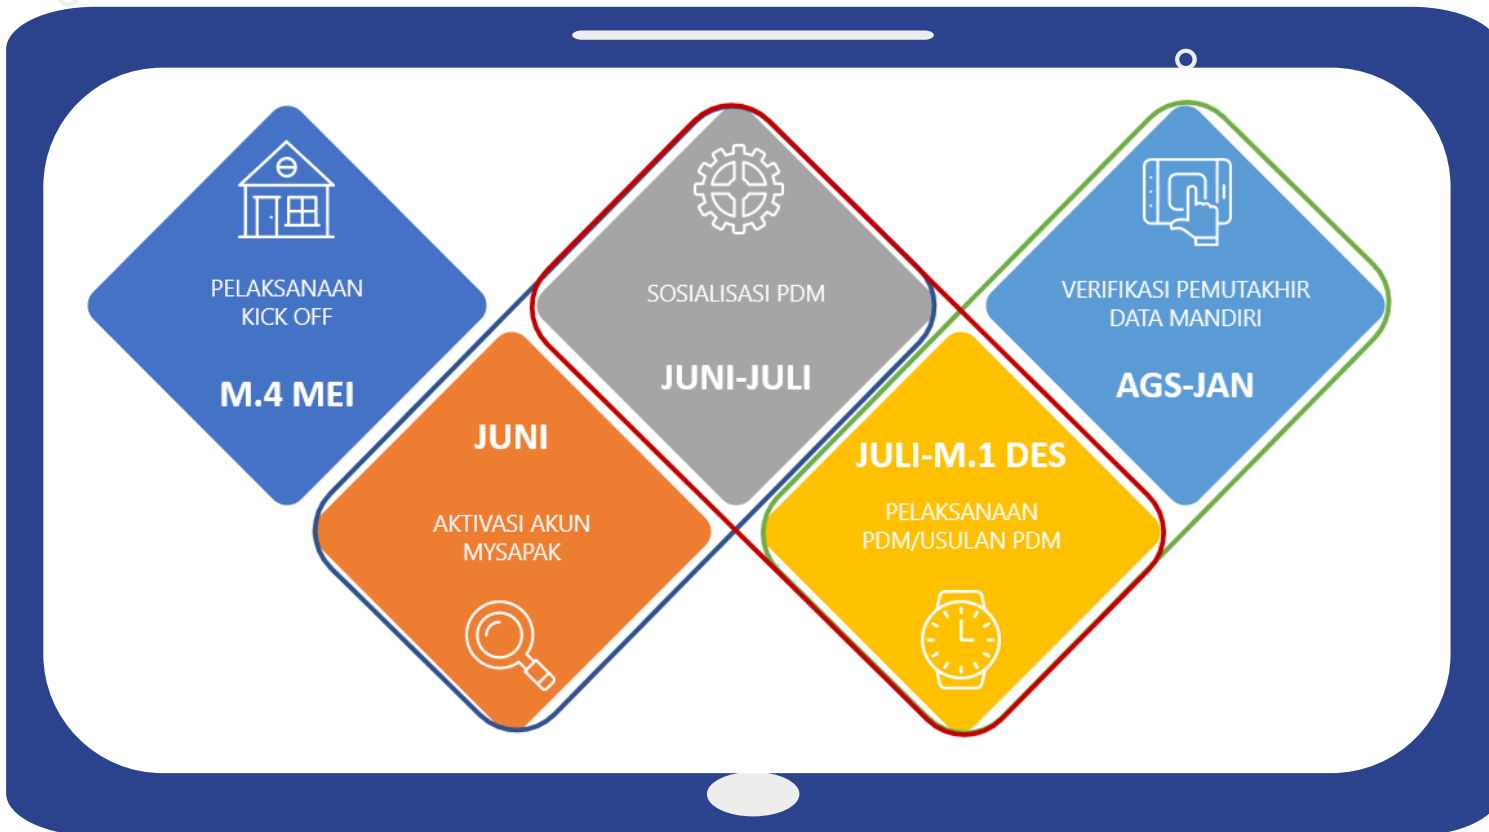 PELAKSANAAN
KICK OFF
M.4 MEI
JUNI
AKTIVASI AKUN
MYSAPAK
SOSIALISASI PDM
JUNI-JULI
JULI-M.1 DES
PELAKSANAAN
PDM/USULAN PDM
VERIFIKASI PEMUTAKHIR
DATA MANDIRI
AGS-JAN